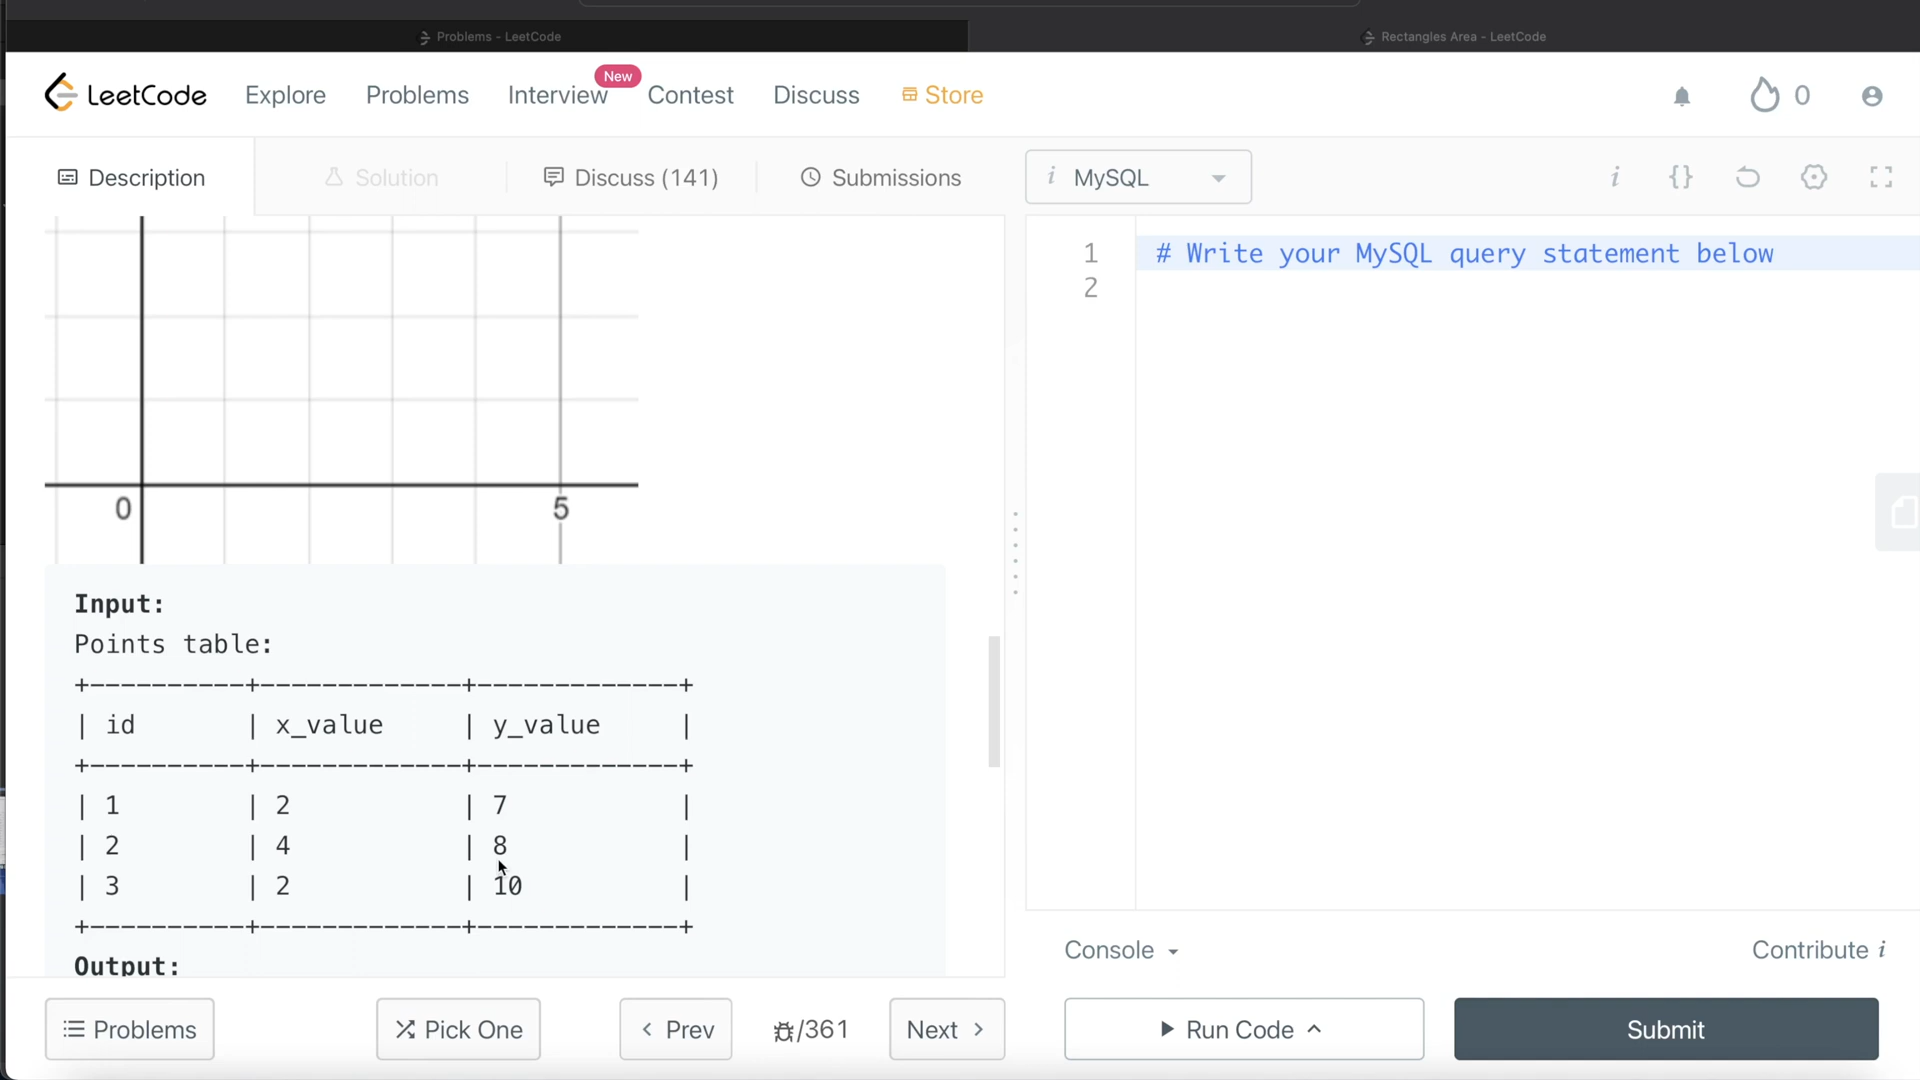 Problems - LeetCode
Rectangles Area - LeetCode
LeetCode Explore Problems Interview New Contest Discuss Store 0
Description Solution Discuss (141) Submissions i MySQL i {}
1 # Write your MySQL query statement below
2
0 5
Input:
Points table:
+----------+-------------+-------------+
| id | x_value | y_value |
+----------+-------------+-------------+
| 1 | 2 | 7 |
| 2 | 4 | 8 |
| 3 | 2 | 10 |
+----------+-------------+-------------+
Output:
Console Contribute i
Problems Pick One < Prev /361 Next > Run Code Submit